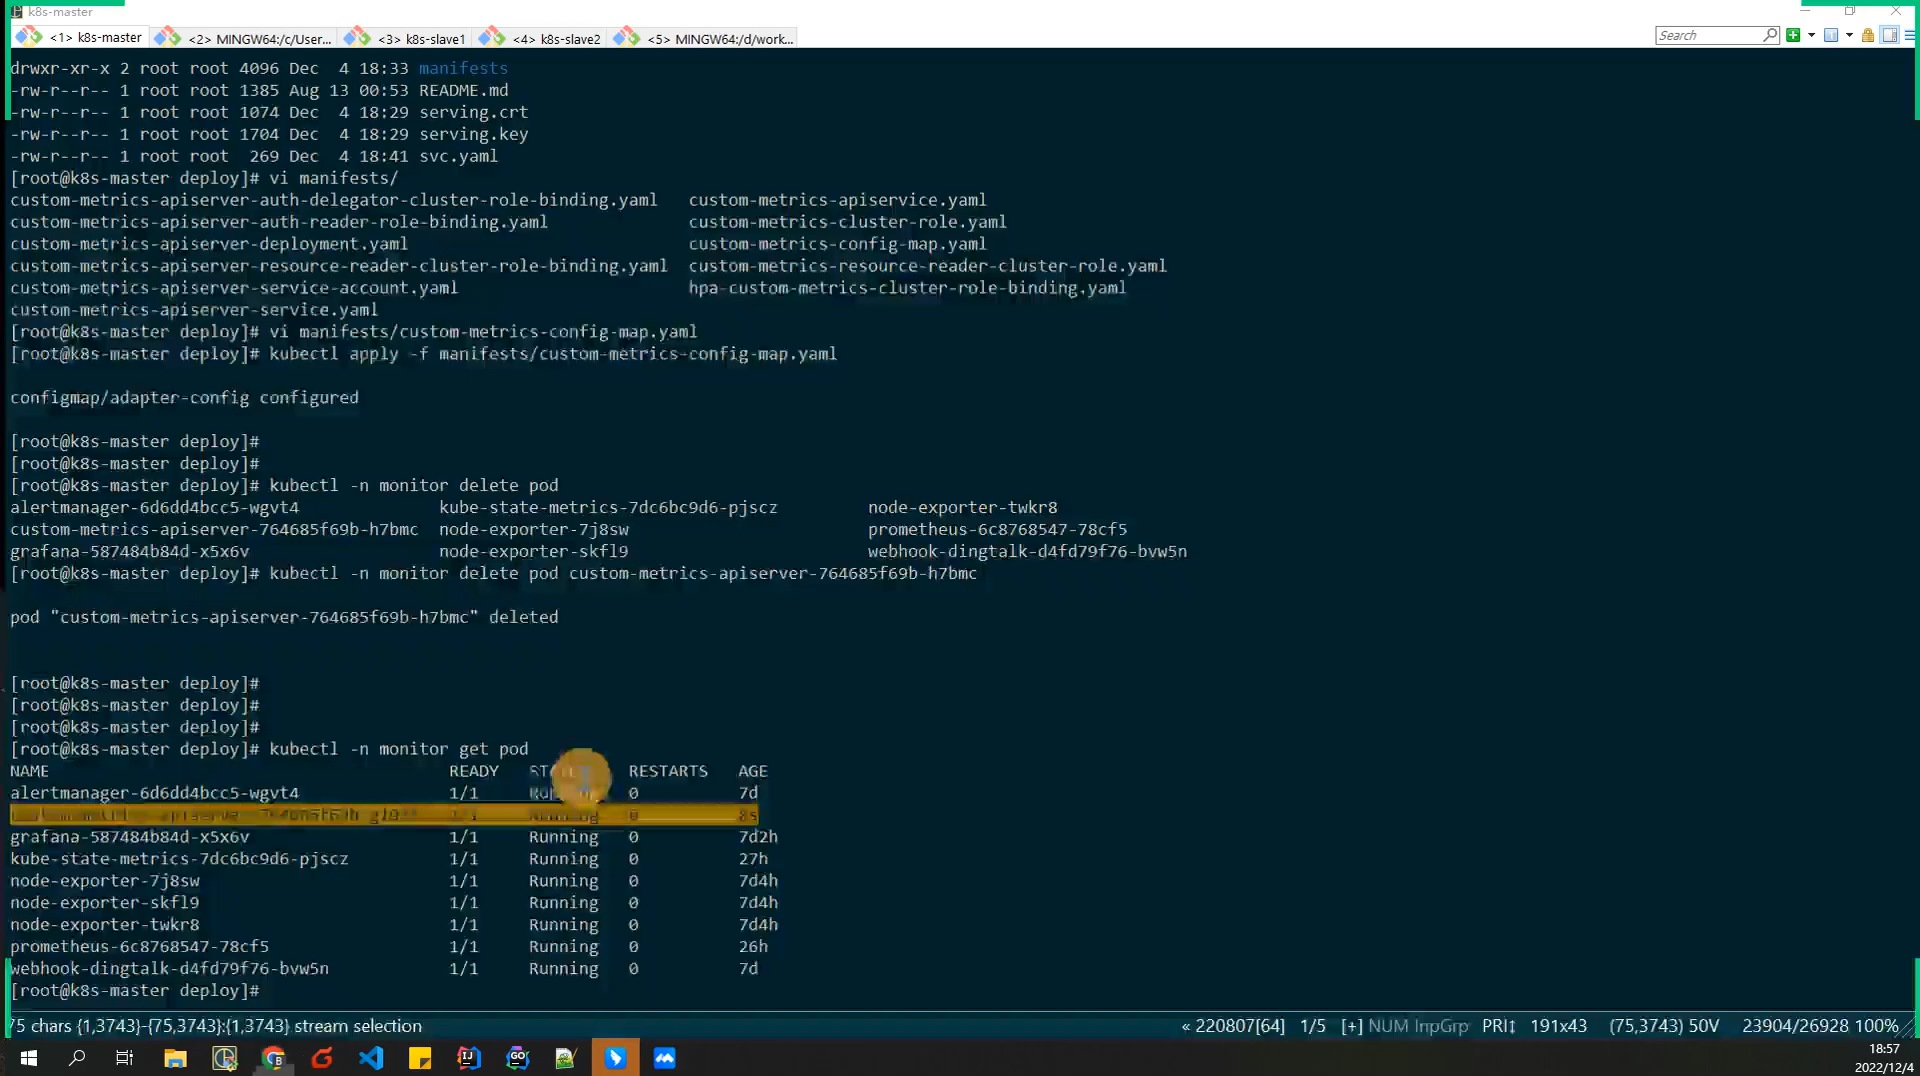 k8s-master
<1> k8s-master <2> MINGW64:/c/User... <3> k8s-slave1 <4> k8s-slave2 <5> MINGW64:/d/work... Search
drwxr-xr-x 2 root root 4096 Dec  4 18:33 manifests
-rw-r--r-- 1 root root 1385 Aug 13 00:53 README.md
-rw-r--r-- 1 root root 1074 Dec  4 18:29 serving.crt
-rw-r--r-- 1 root root 1704 Dec  4 18:29 serving.key
-rw-r--r-- 1 root root  269 Dec  4 18:41 svc.yaml
[root@k8s-master deploy]# vi manifests/
custom-metrics-apiserver-auth-delegator-cluster-role-binding.yaml   custom-metrics-apiservice.yaml
custom-metrics-apiserver-auth-reader-role-binding.yaml   custom-metrics-cluster-role.yaml
custom-metrics-apiserver-deployment.yaml   custom-metrics-config-map.yaml
custom-metrics-apiserver-resource-reader-cluster-role-binding.yaml  custom-metrics-resource-reader-cluster-role.yaml
custom-metrics-apiserver-service-account.yaml   hpa-custom-metrics-cluster-role-binding.yaml
custom-metrics-apiserver-service.yaml
[root@k8s-master deploy]# vi manifests/custom-metrics-config-map.yaml
[root@k8s-master deploy]# kubectl apply -f manifests/custom-metrics-config-map.yaml
configmap/adapter-config configured
[root@k8s-master deploy]#
[root@k8s-master deploy]#
[root@k8s-master deploy]# kubectl -n monitor delete pod
alertmanager-6d6dd4bcc5-wgvt4   kube-state-metrics-7dc6bc9d6-pjscz   node-exporter-twkr8
custom-metrics-apiserver-764685f69b-h7bmc  node-exporter-7j8sw   prometheus-6c8768547-78cf5
grafana-587484b84d-x5x6v   node-exporter-skfl9   webhook-dingtalk-d4fd79f76-bvw5n
[root@k8s-master deploy]# kubectl -n monitor delete pod custom-metrics-apiserver-764685f69b-h7bmc
pod "custom-metrics-apiserver-764685f69b-h7bmc" deleted
[root@k8s-master deploy]#
[root@k8s-master deploy]#
[root@k8s-master deploy]#
[root@k8s-master deploy]# kubectl -n monitor get pod
NAME   READY   STATUS   RESTARTS   AGE
alertmanager-6d6dd4bcc5-wgvt4   1/1   Running   0   7d
Running   0   8s
grafana-587484b84d-x5x6v   1/1   Running   0   7d2h
kube-state-metrics-7dc6bc9d6-pjscz   1/1   Running   0   27h
node-exporter-7j8sw   1/1   Running   0   7d4h
node-exporter-skfl9   1/1   Running   0   7d4h
node-exporter-twkr8   1/1   Running   0   7d4h
prometheus-6c8768547-78cf5   1/1   Running   0   26h
webhook-dingtalk-d4fd79f76-bvw5n   1/1   Running   0   7d
[root@k8s-master deploy]#
75 chars {1,3743}-{75,3743}:{1,3743} stream selection « 220807[64] 1/5 [+] NUM InpGrp PRI↕ 191x43 (75,3743) 50V 23904/26928 100%
18:57
2022/12/4